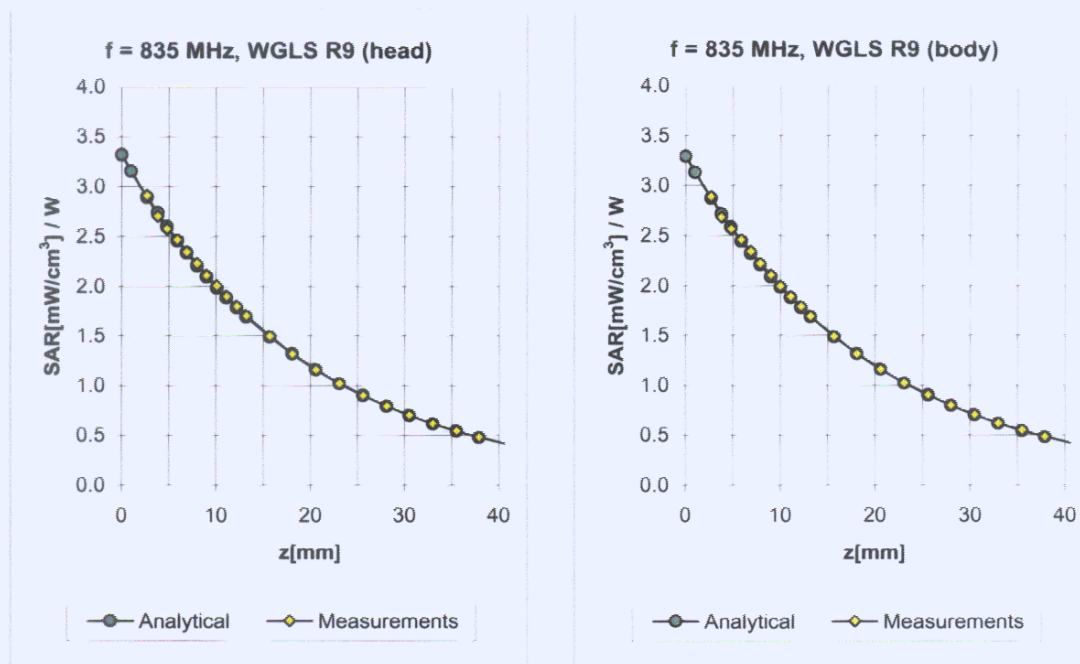 f = 835 MHz, WGLS R9 (head)
4.0
3.5
3.0
2.5
2.0
1.5
1.0
0.5
0.0
SAR[mW/cm³] / W
0 10 20 30 40
z[mm]
Analytical Measurements
f = 835 MHz, WGLS R9 (body)
4.0
3.5
3.0
2.5
2.0
1.5
1.0
0.5
0.0
SAR[mW/cm³] / W
0 10 20 30 40
z[mm]
Analytical Measurements